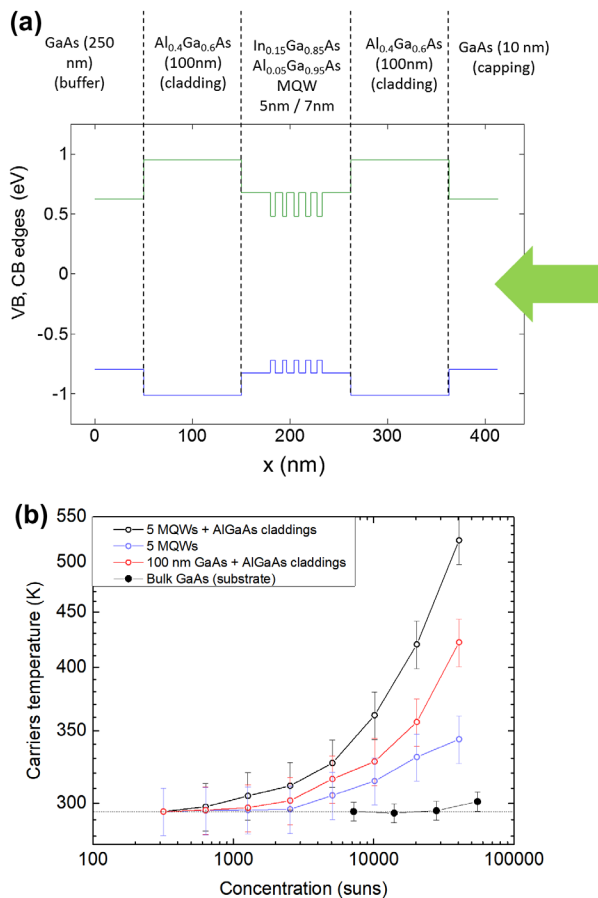 (a)
GaAs (250
nm)
(buffer)
Al0.4Ga0.6As
(100nm)
(cladding)
In0.15Ga0.85As
Al0.05Ga0.95As
MQW
5nm / 7nm
Al0.4Ga0.6As
(100nm)
(cladding)
GaAs (10 nm)
(capping)
VB, CB edges (eV)
1
0.5
0
-0.5
-1
0
100
200
300
400
x (nm)
(b)
Carriers temperature (K)
550
500
450
400
350
300
5 MQWs + AlGaAs claddings
5 MQWs
100 nm GaAs + AlGaAs claddings
Bulk GaAs (substrate)
100
1000
10000
100000
Concentration (suns)